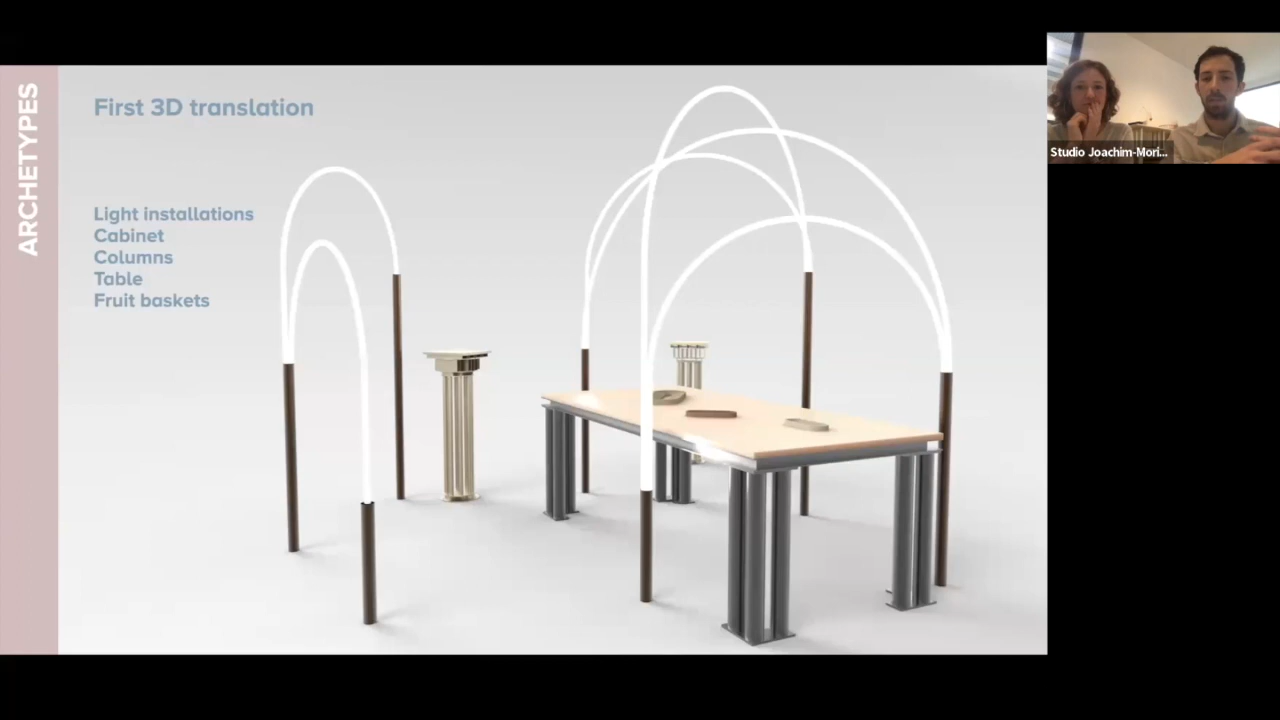 ARCHETYPES
First 3D translation
Light installations
Cabinet
Columns
Table
Fruit baskets
Studio Joachim-Mori...